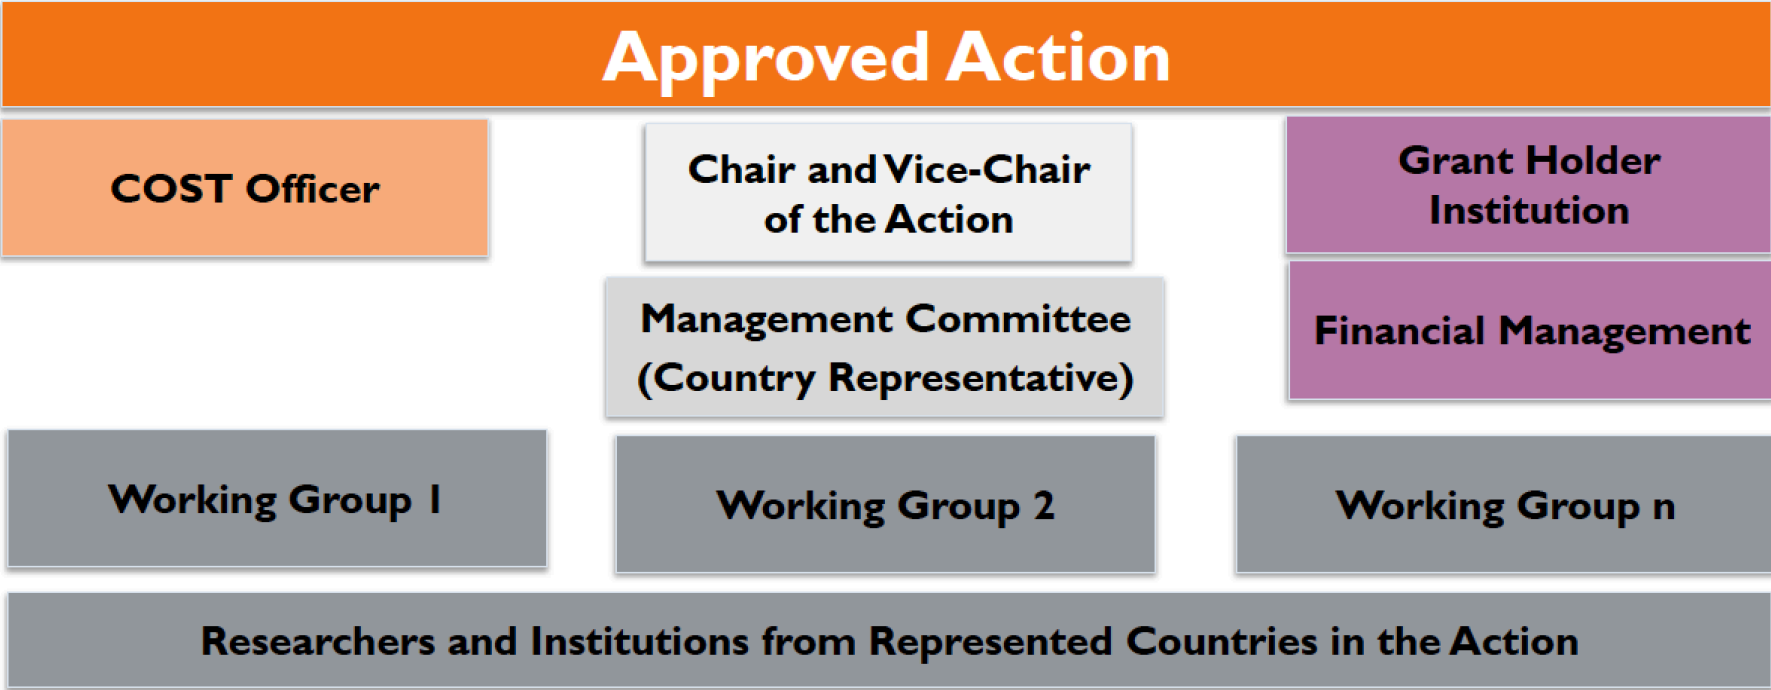 Approved Action
COST Officer
Chair and Vice-Chair
of the Action
Grant Holder
Institution
Management Committee
(Country Representative)
Financial Management
Working Group 1
Working Group 2
Working Group n
Researchers and Institutions from Represented Countries in the Action